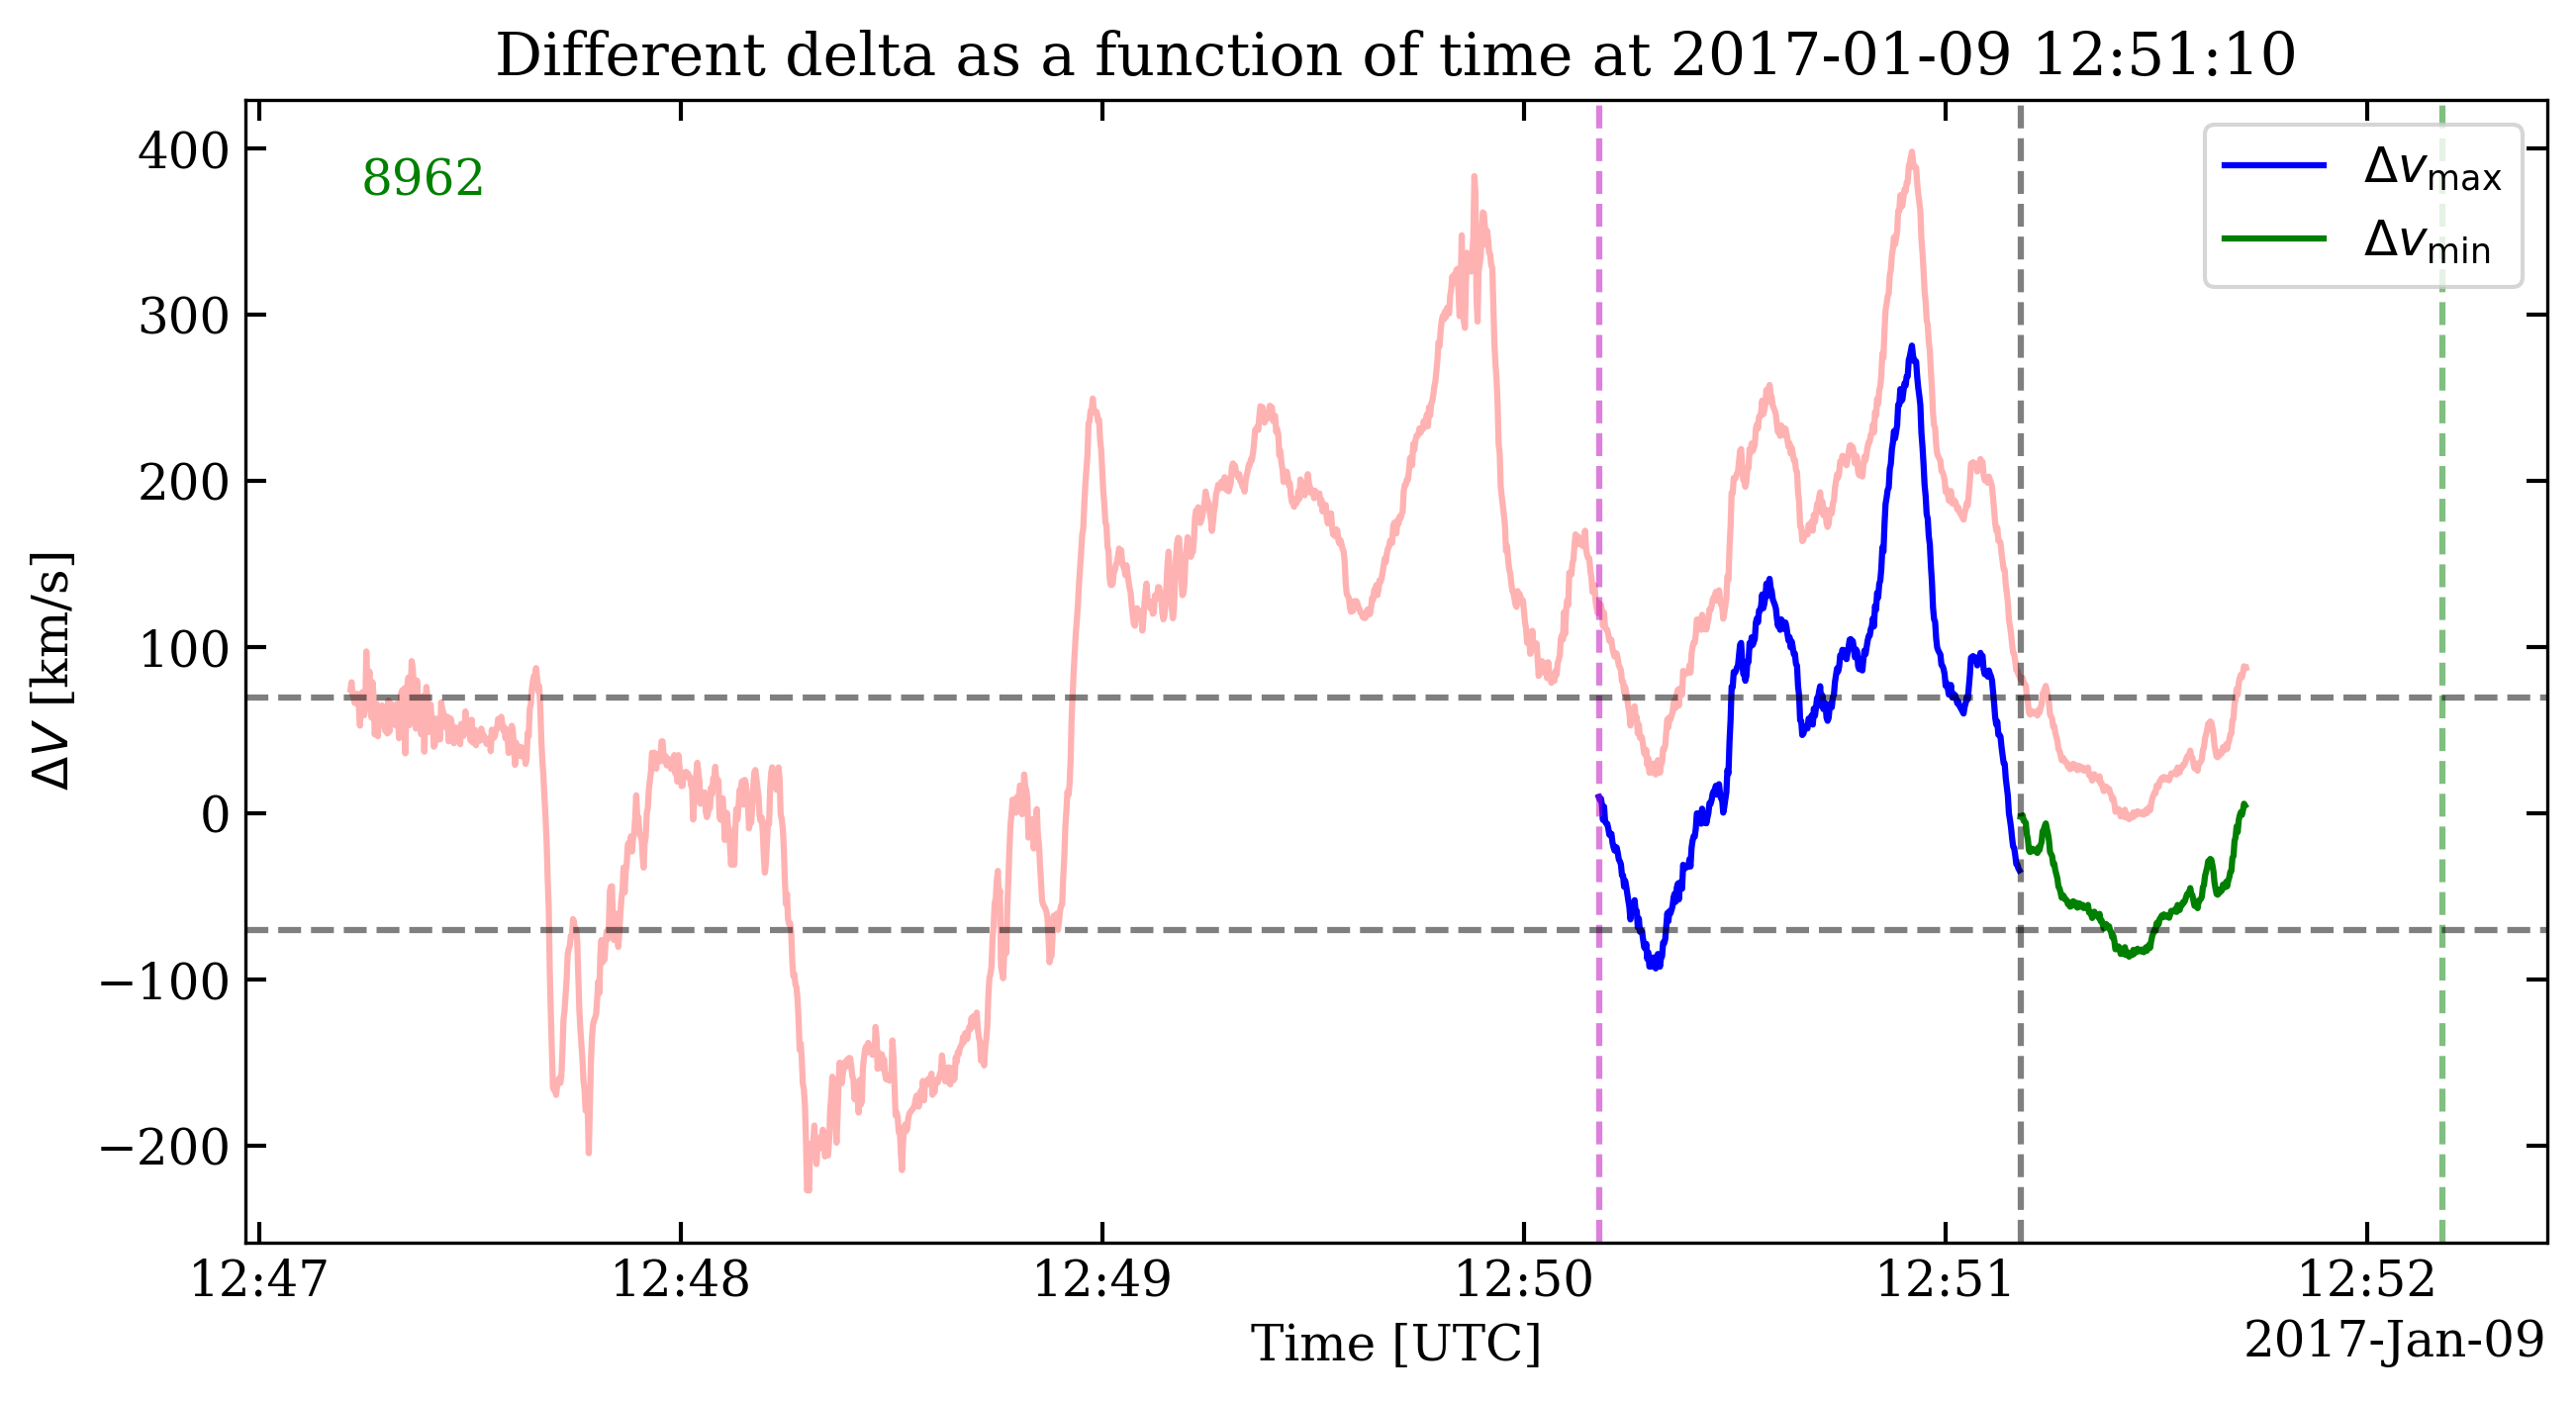 Different delta as a function of time at 2017-01-09 12:51:10
8962
Δv_max
Δv_min
400
300
200
100
0
−100
−200
ΔV [km/s]
12:47 12:48 12:49 12:50 12:51 12:52
Time [UTC]
2017-Jan-09